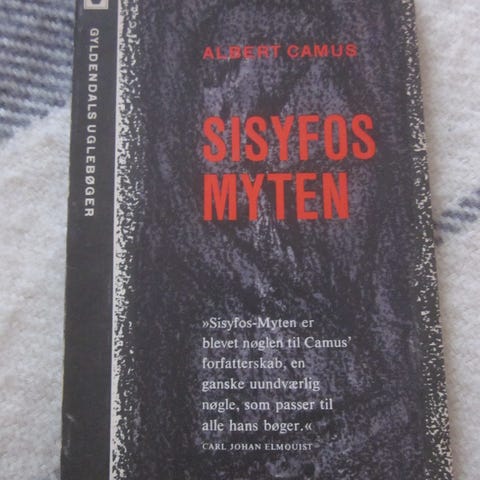 GYLDENDALS UGLEBØGER
ALBERT CAMUS
SISYFOS
MYTEN
»Sisyfos-Myten er
blevet nøglen til Camus'
forfatterskab, en
ganske uundværlig
nøgle, som passer til
alle hans bøger.«
CARL JOHAN ELMQUIST